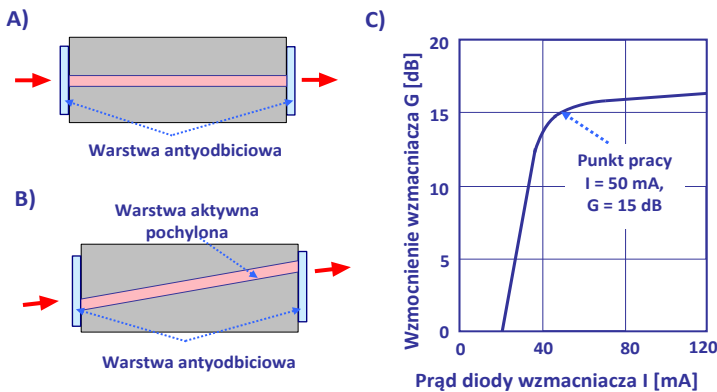 A)
Warstwa antyodbiciowa
B)
Warstwa aktywna
pochylona
Warstwa antyodbiciowa
C)
Wzmocnienie wzmacniacza G [dB]
20
15
10
5
0
Punkt pracy
I = 50 mA,
G = 15 dB
0 40 80 120
Prąd diody wzmacniacza I [mA]